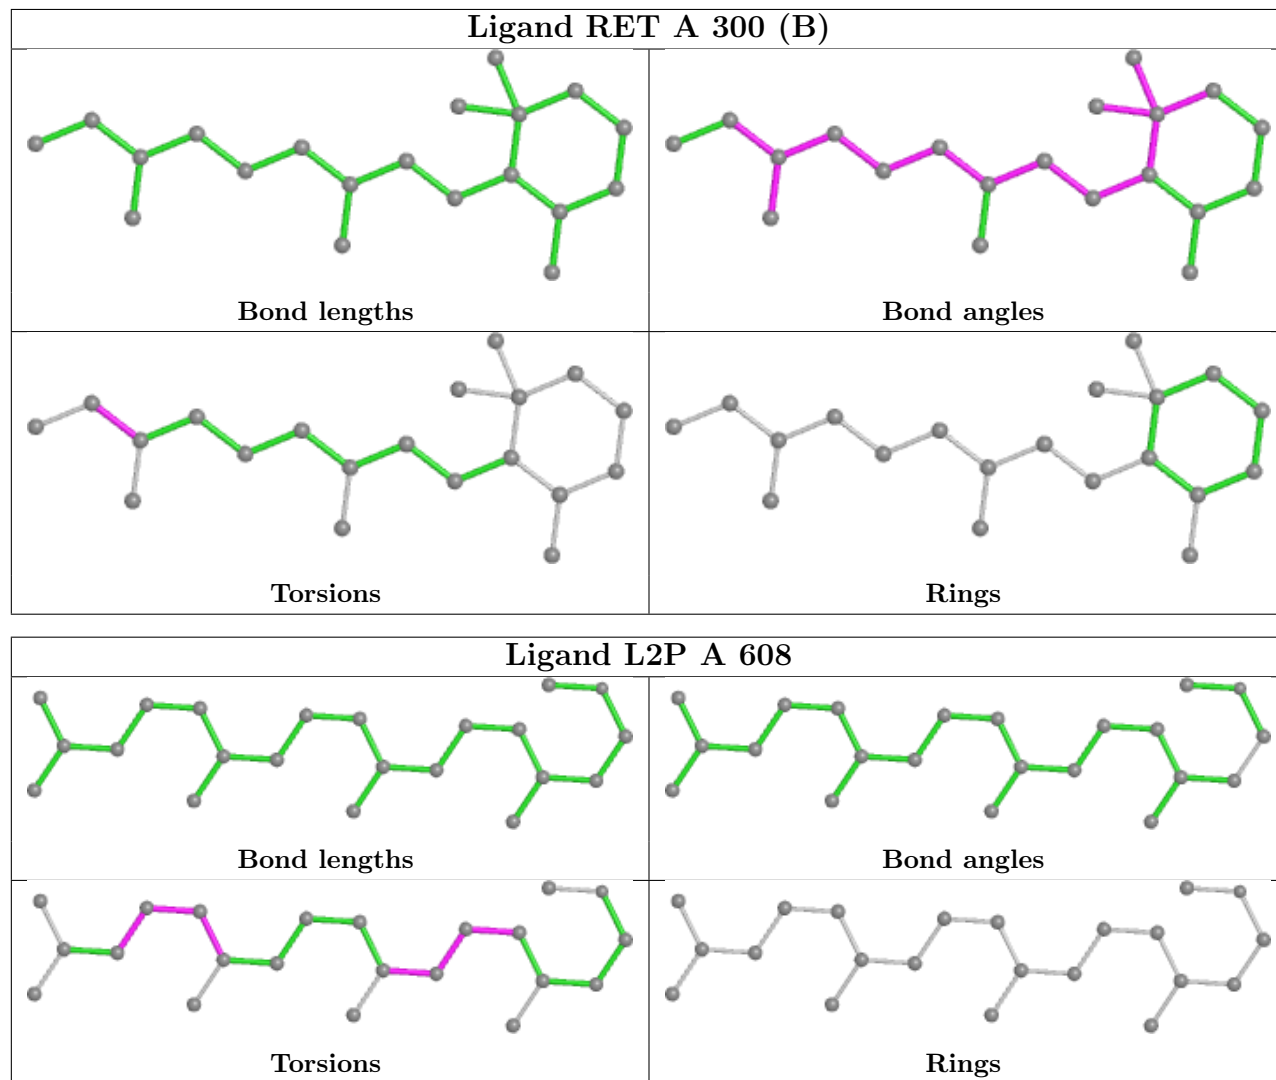 Ligand RET A 300 (B)
Bond lengths
Bond angles
Torsions
Rings
Ligand L2P A 608
Bond lengths
Bond angles
Torsions
Rings